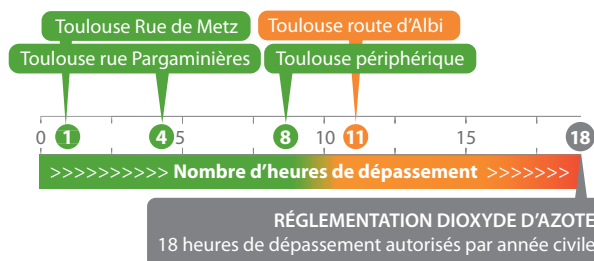 Toulouse Rue de Metz
Toulouse route d'Albi
Toulouse rue Pargaminières
Toulouse périphérique
0 1 4 5 8 10 11 15 18
>>>>>>>>>> Nombre d'heures de dépassement >>>>>>>
RÉGLEMENTATION DIOXYDE D'AZOTE
18 heures de dépassement autorisés par année civile